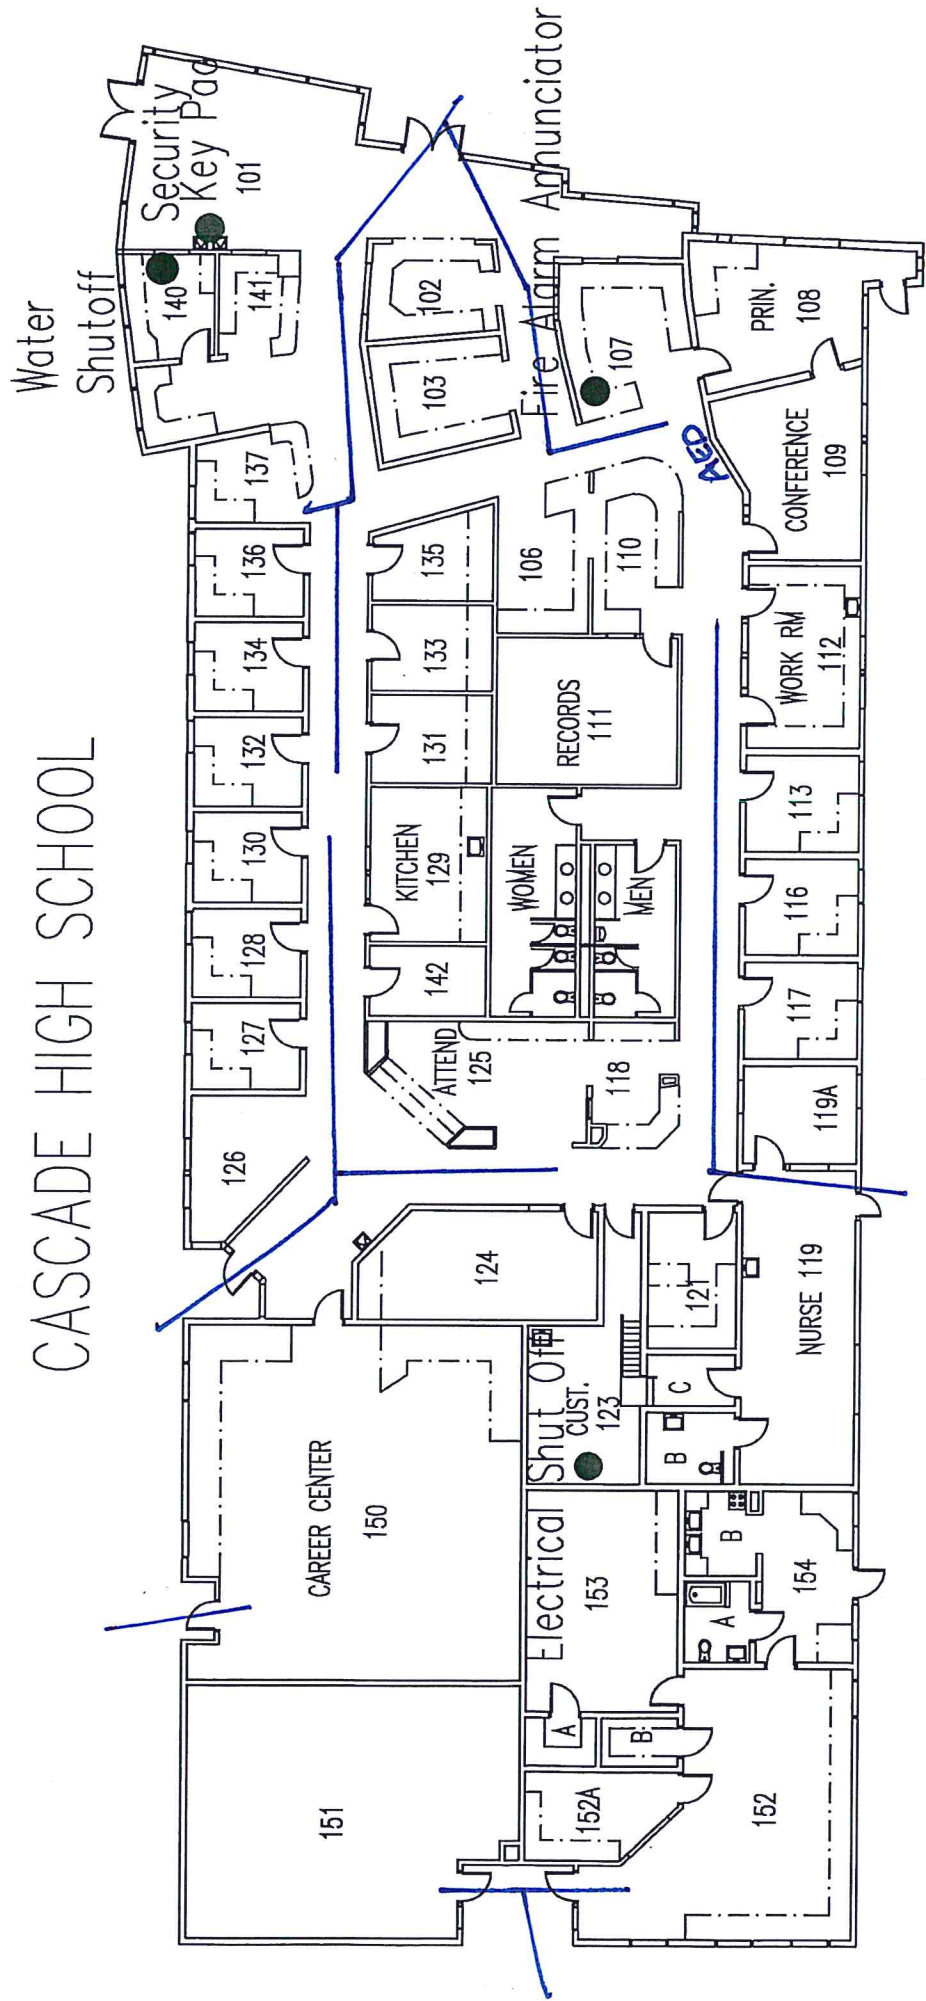 CASCADE HIGH SCHOOL
Water
Shutoff
Security
Key Pad
101
140
141
137
136
134
132
130
128
127
126
102
103
Fire Alarm Annunciator
107
PRIN.
108
AED
CONFERENCE
109
106
110
135
133
131
KITCHEN
129
142
RECORDS
111
WOMEN
MEN
WORK RM
112
113
116
117
119A
ATTEND
125
118
124
121
NURSE 119
C
B
Electrical Shut Off
CUST.
123
CAREER CENTER
150
151
153
A
B
152A
152
154
A
B